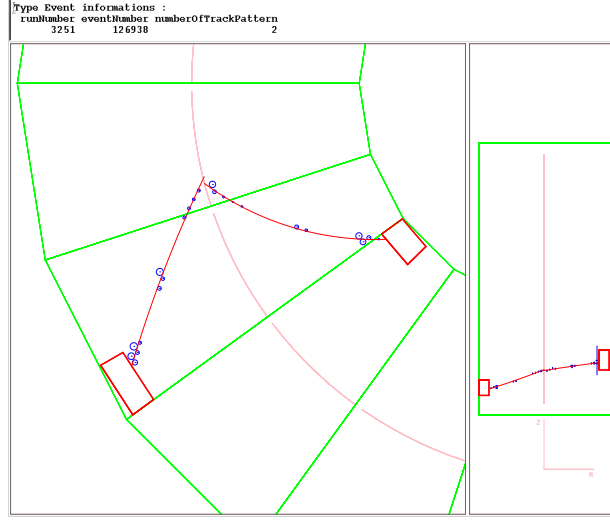 Type Event informations :
runNumber eventNumber numberOfTrackPattern
3251 126938 2
Z
R